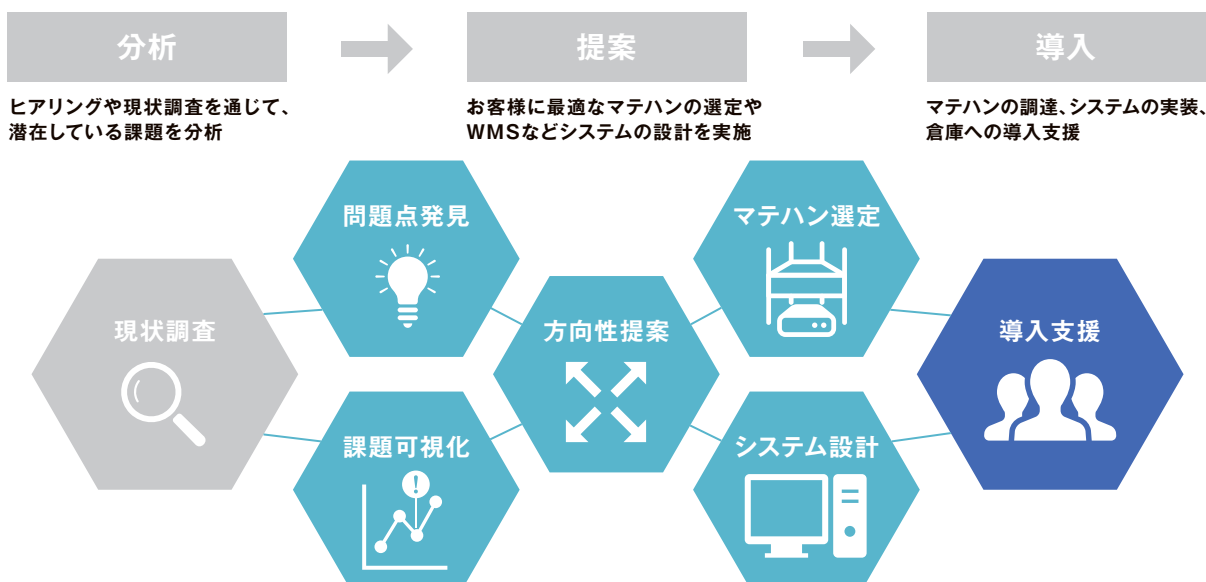 分析
提案
導入
ヒアリングや現状調査を通じて、
潜在している課題を分析
お客様に最適なマテハンの選定や
WMSなどシステムの設計を実施
マテハンの調達、システムの実装、
倉庫への導入支援
現状調査
問題点発見
課題可視化
方向性提案
マテハン選定
システム設計
導入支援